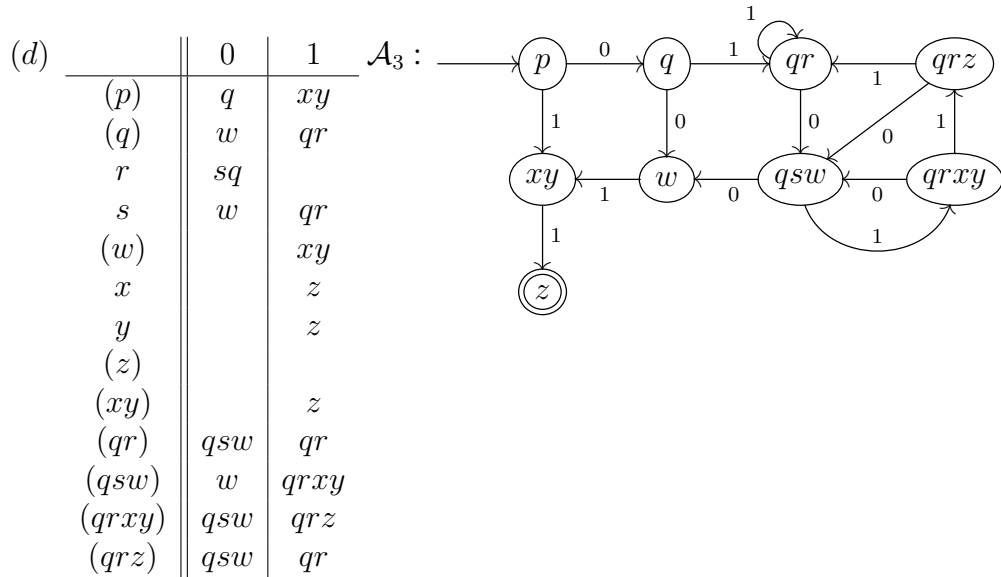 (d) 0 1 𝒜₃ :
(p) q xy
(q) w qr
r sq
s w qr
(w) xy
x z
y z
(z)
(xy) z
(qr) qsw qr
(qsw) w qrxy
(qrxy) qsw qrz
(qrz) qsw qr
1
p 0 q 1 qr 1 qrz
1 0 0 0 1
xy 1 w 0 qsw 0 qrxy
1 1
z